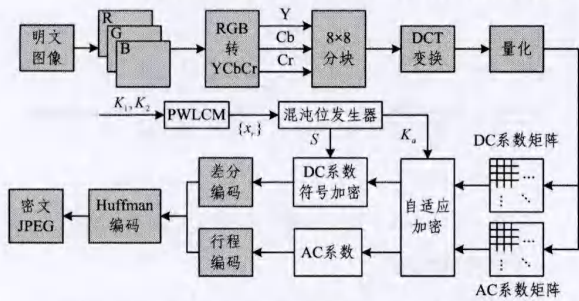 明文
图像
R
G
B
RGB
转
YCbCr
Y
Cb
Cr
8×8
分块
DCT
变换
量化
K₁,K₂
PWLCM
{xᵣ}
混沌位发生器
S
Kₐ
DC系数矩阵
差分
编码
DC系数
符号加密
自适应
加密
密文
JPEG
Huffman
编码
行程
编码
AC系数
AC系数矩阵